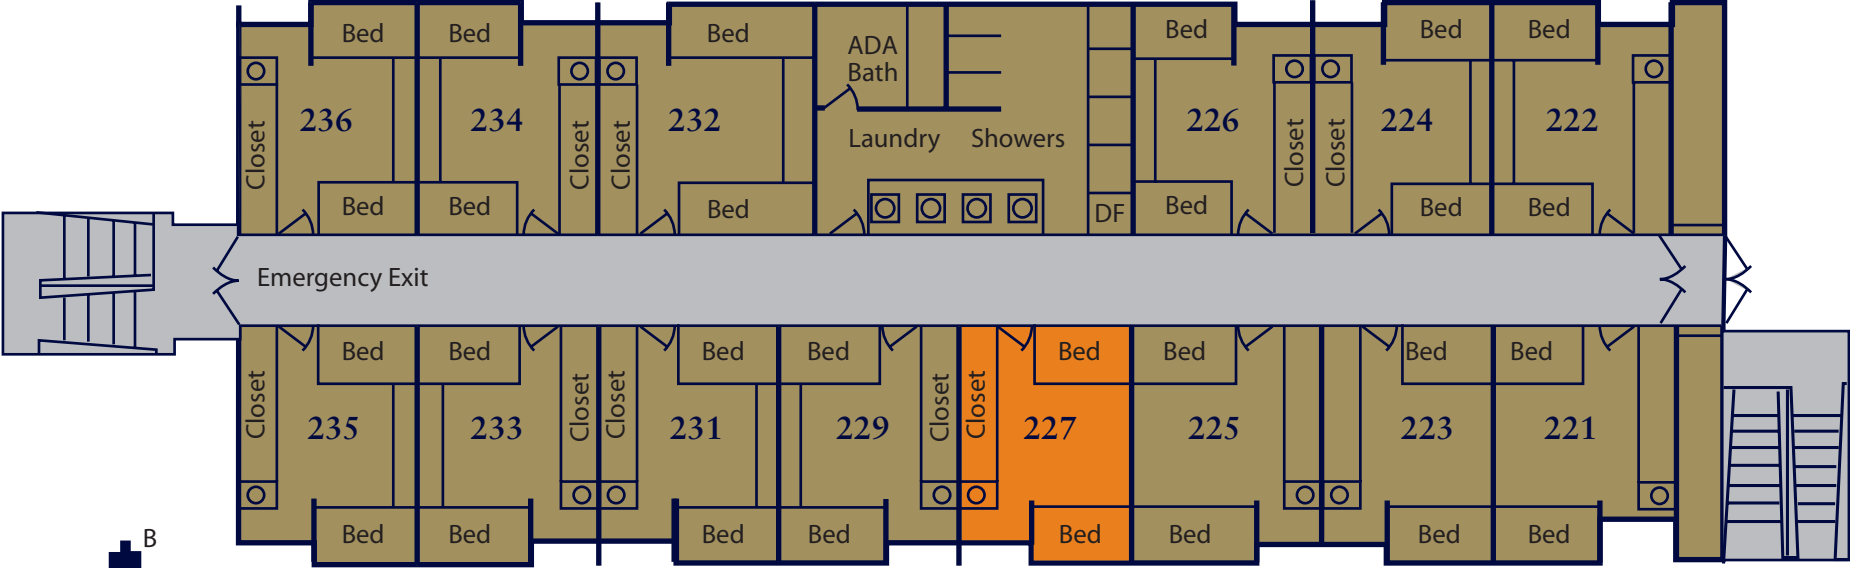 Bed Bed Bed Bed Bed Bed
ADA
Bath
236 234 232 226 224 222
Closet Closet Closet Closet Closet
Laundry Showers
Bed Bed Bed DF Bed Bed Bed
Emergency Exit
Bed Bed Bed Bed Bed Bed Bed Bed
Closet Closet Closet Closet Closet
235 233 231 229 227 225 223 221
Bed Bed Bed Bed Bed Bed Bed Bed
B